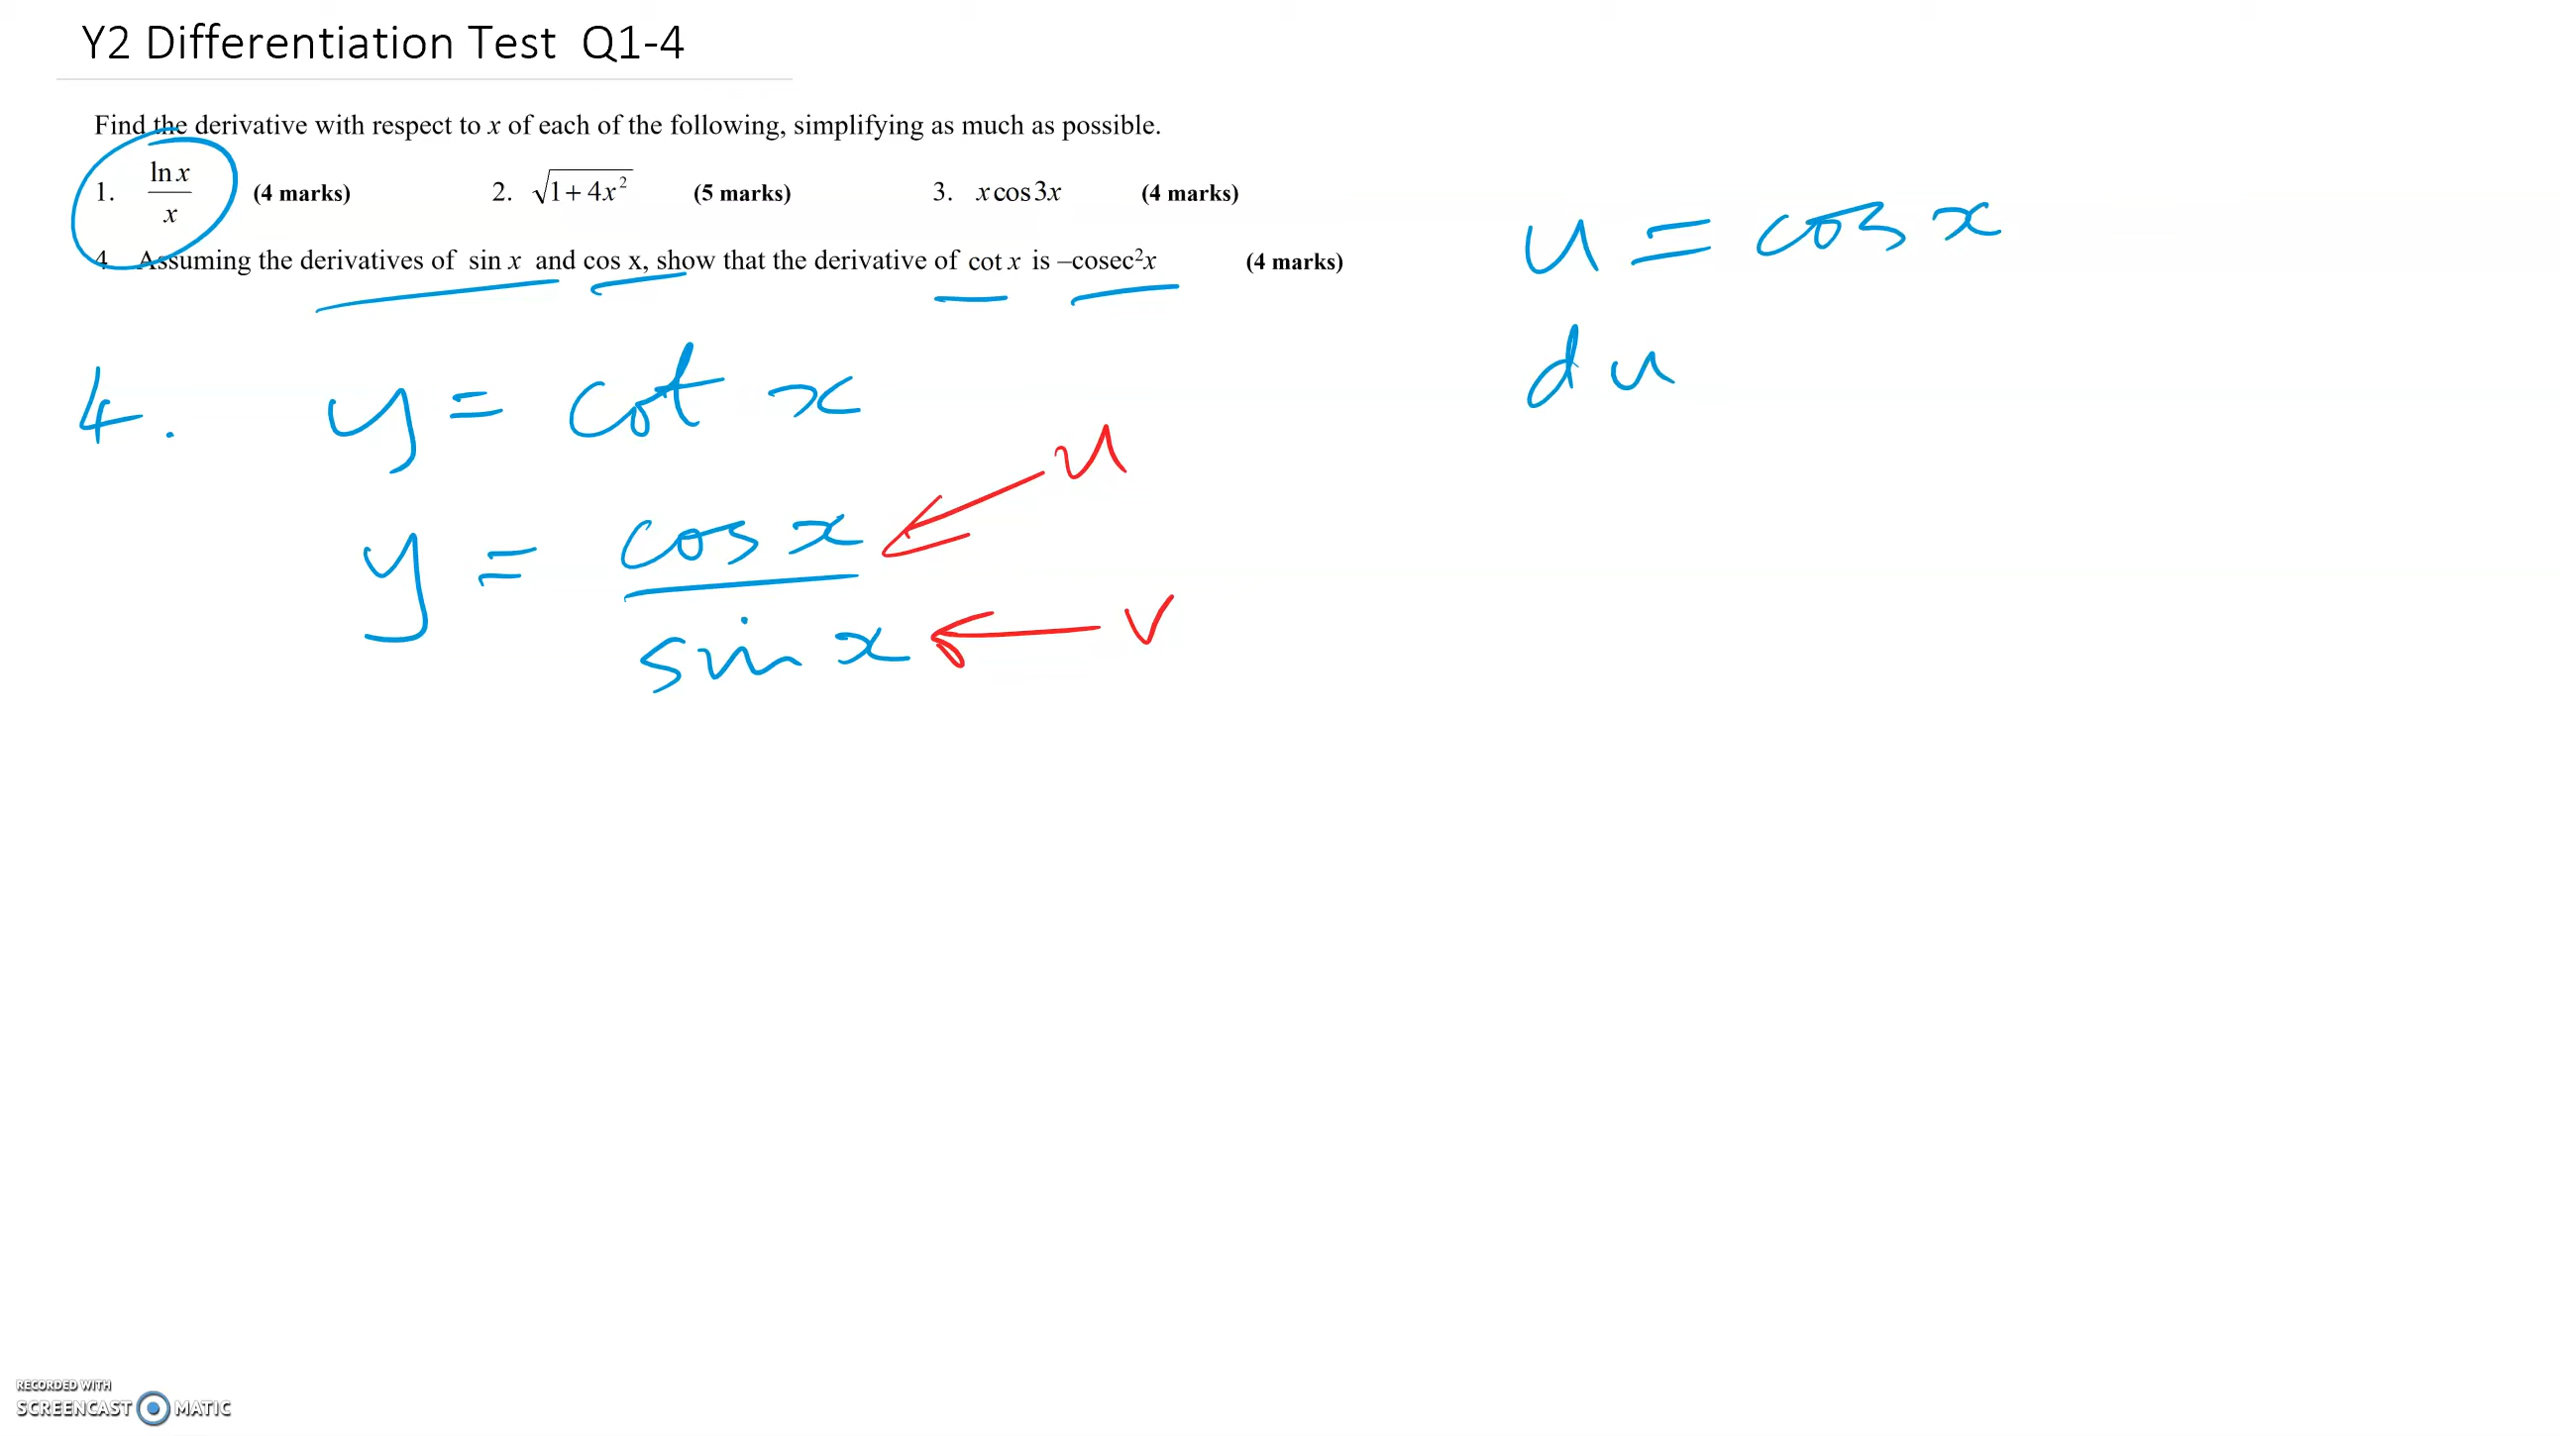 Y2 Differentiation Test Q1-4
Find the derivative with respect to x of each of the following, simplifying as much as possible.
1. ln x / x (4 marks) 2. √(1 + 4x²) (5 marks) 3. x cos 3x (4 marks)
4. Assuming the derivatives of sin x and cos x, show that the derivative of cot x is –cosec²x (4 marks)
u = cos x
du
4. y = cot x
u
y = cos x / sin x
v
RECORDED WITH
SCREENCAST MATIC